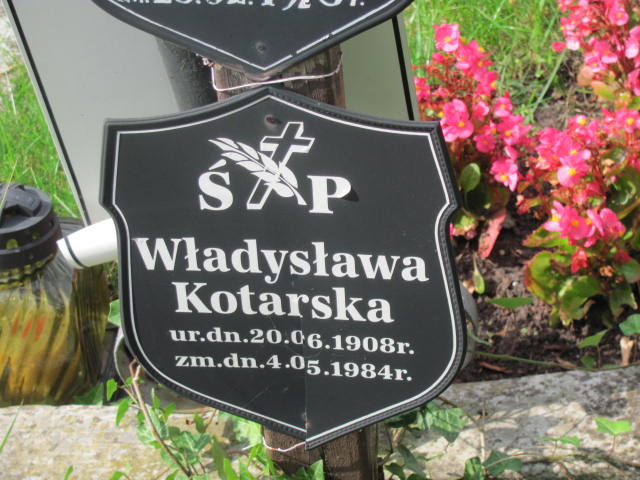 Ś P
Władysława
Kotarska
ur.dn.20.06.1908r.
zm.dn.4.05.1984r.